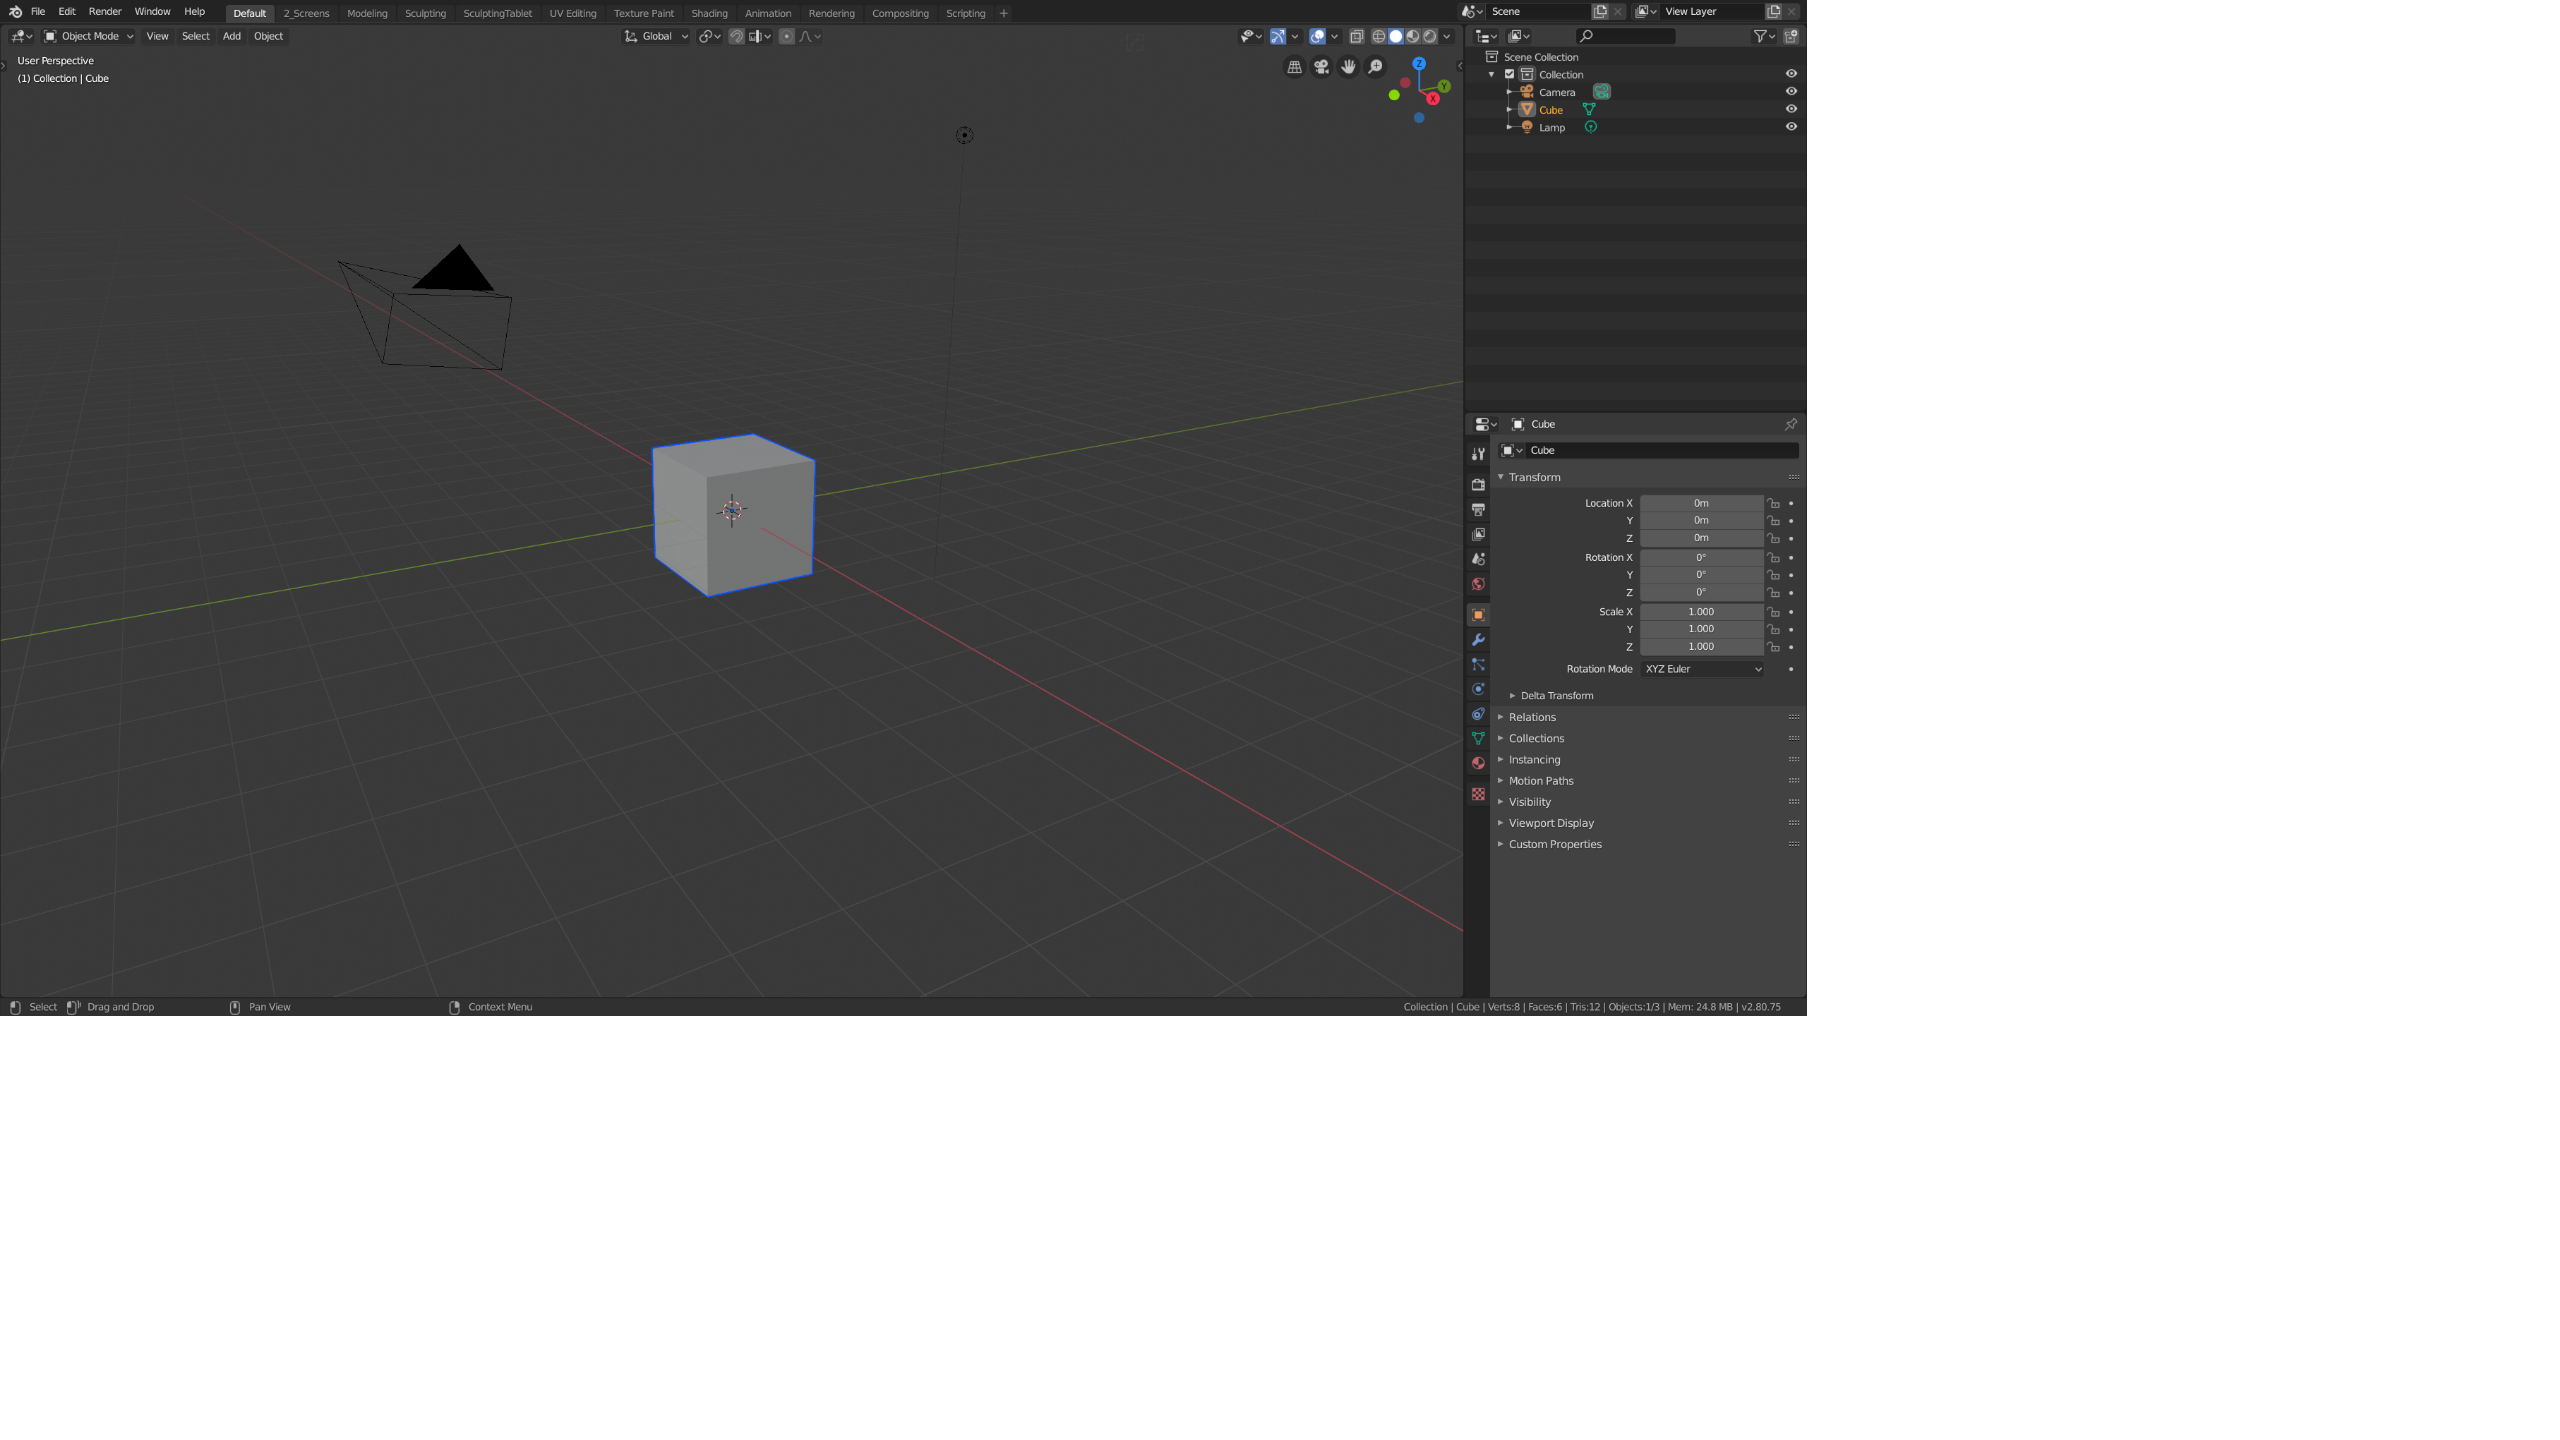 File Edit Render Window Help Default 2_Screens Modeling Sculpting SculptingTablet UV Editing Texture Paint Shading Animation Rendering Compositing Scripting + Scene View Layer
Object Mode View Select Add Object Global
User Perspective
(1) Collection | Cube
Z
Y
X
Scene Collection
Collection
Camera
Cube
Lamp
Cube
Cube
Transform
Location X 0m
Y 0m
Z 0m
Rotation X 0°
Y 0°
Z 0°
Scale X 1.000
Y 1.000
Z 1.000
Rotation Mode XYZ Euler
Delta Transform
Relations
Collections
Instancing
Motion Paths
Visibility
Viewport Display
Custom Properties
Select Drag and Drop Pan View Context Menu Collection | Cube | Verts:8 | Faces:6 | Tris:12 | Objects:1/3 | Mem: 24.8 MB | v2.80.75